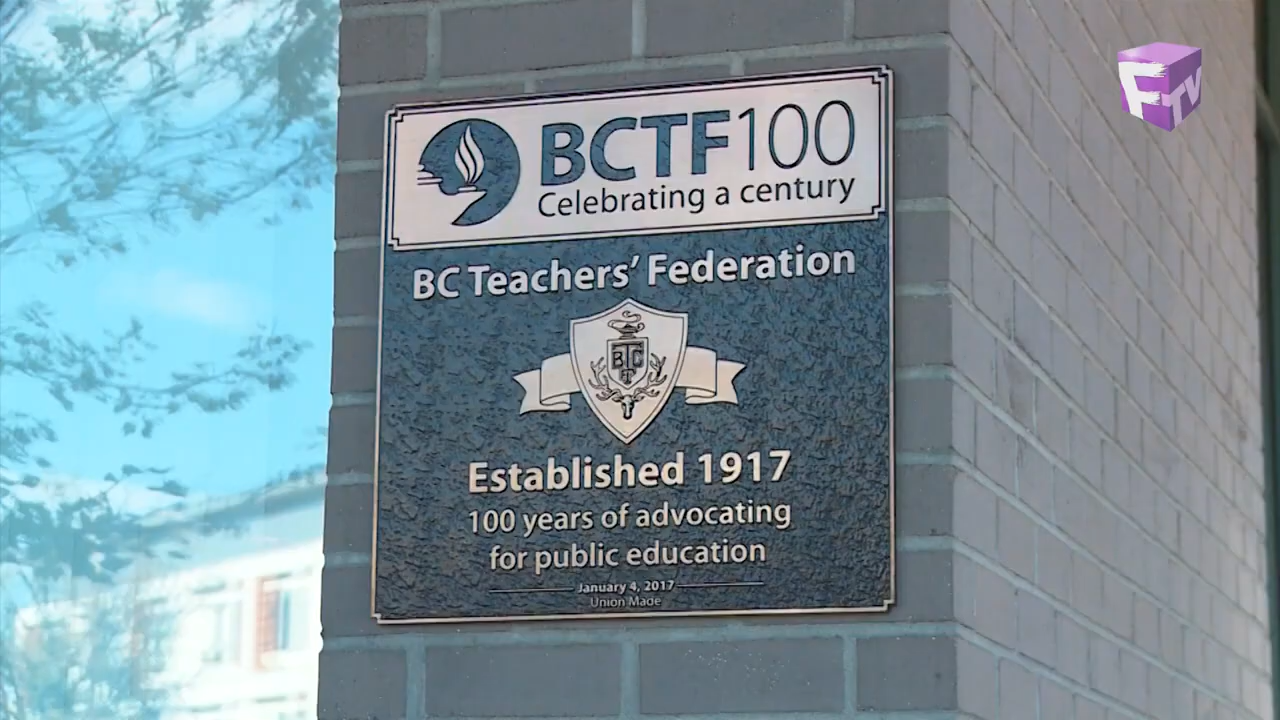 FTV
BCTF100
Celebrating a century
BC Teachers' Federation
BTC
TF
Established 1917
100 years of advocating
for public education
January 4, 2017
Union Made